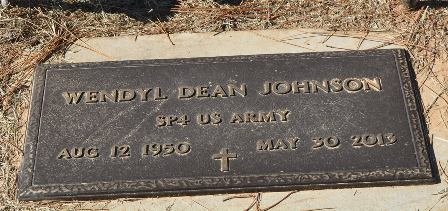 WENDYL DEAN JOHNSON
SP4 US ARMY
AUG 12 1950 MAY 30 2013